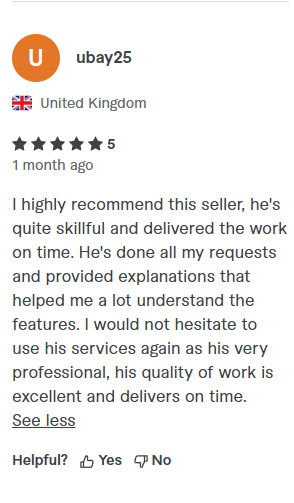 U
ubay25
United Kingdom
5
1 month ago
I highly recommend this seller, he's
quite skillful and delivered the work
on time. He's done all my requests
and provided explanations that
helped me a lot understand the
features. I would not hesitate to
use his services again as his very
professional, his quality of work is
excellent and delivers on time.
See less
Helpful? Yes No